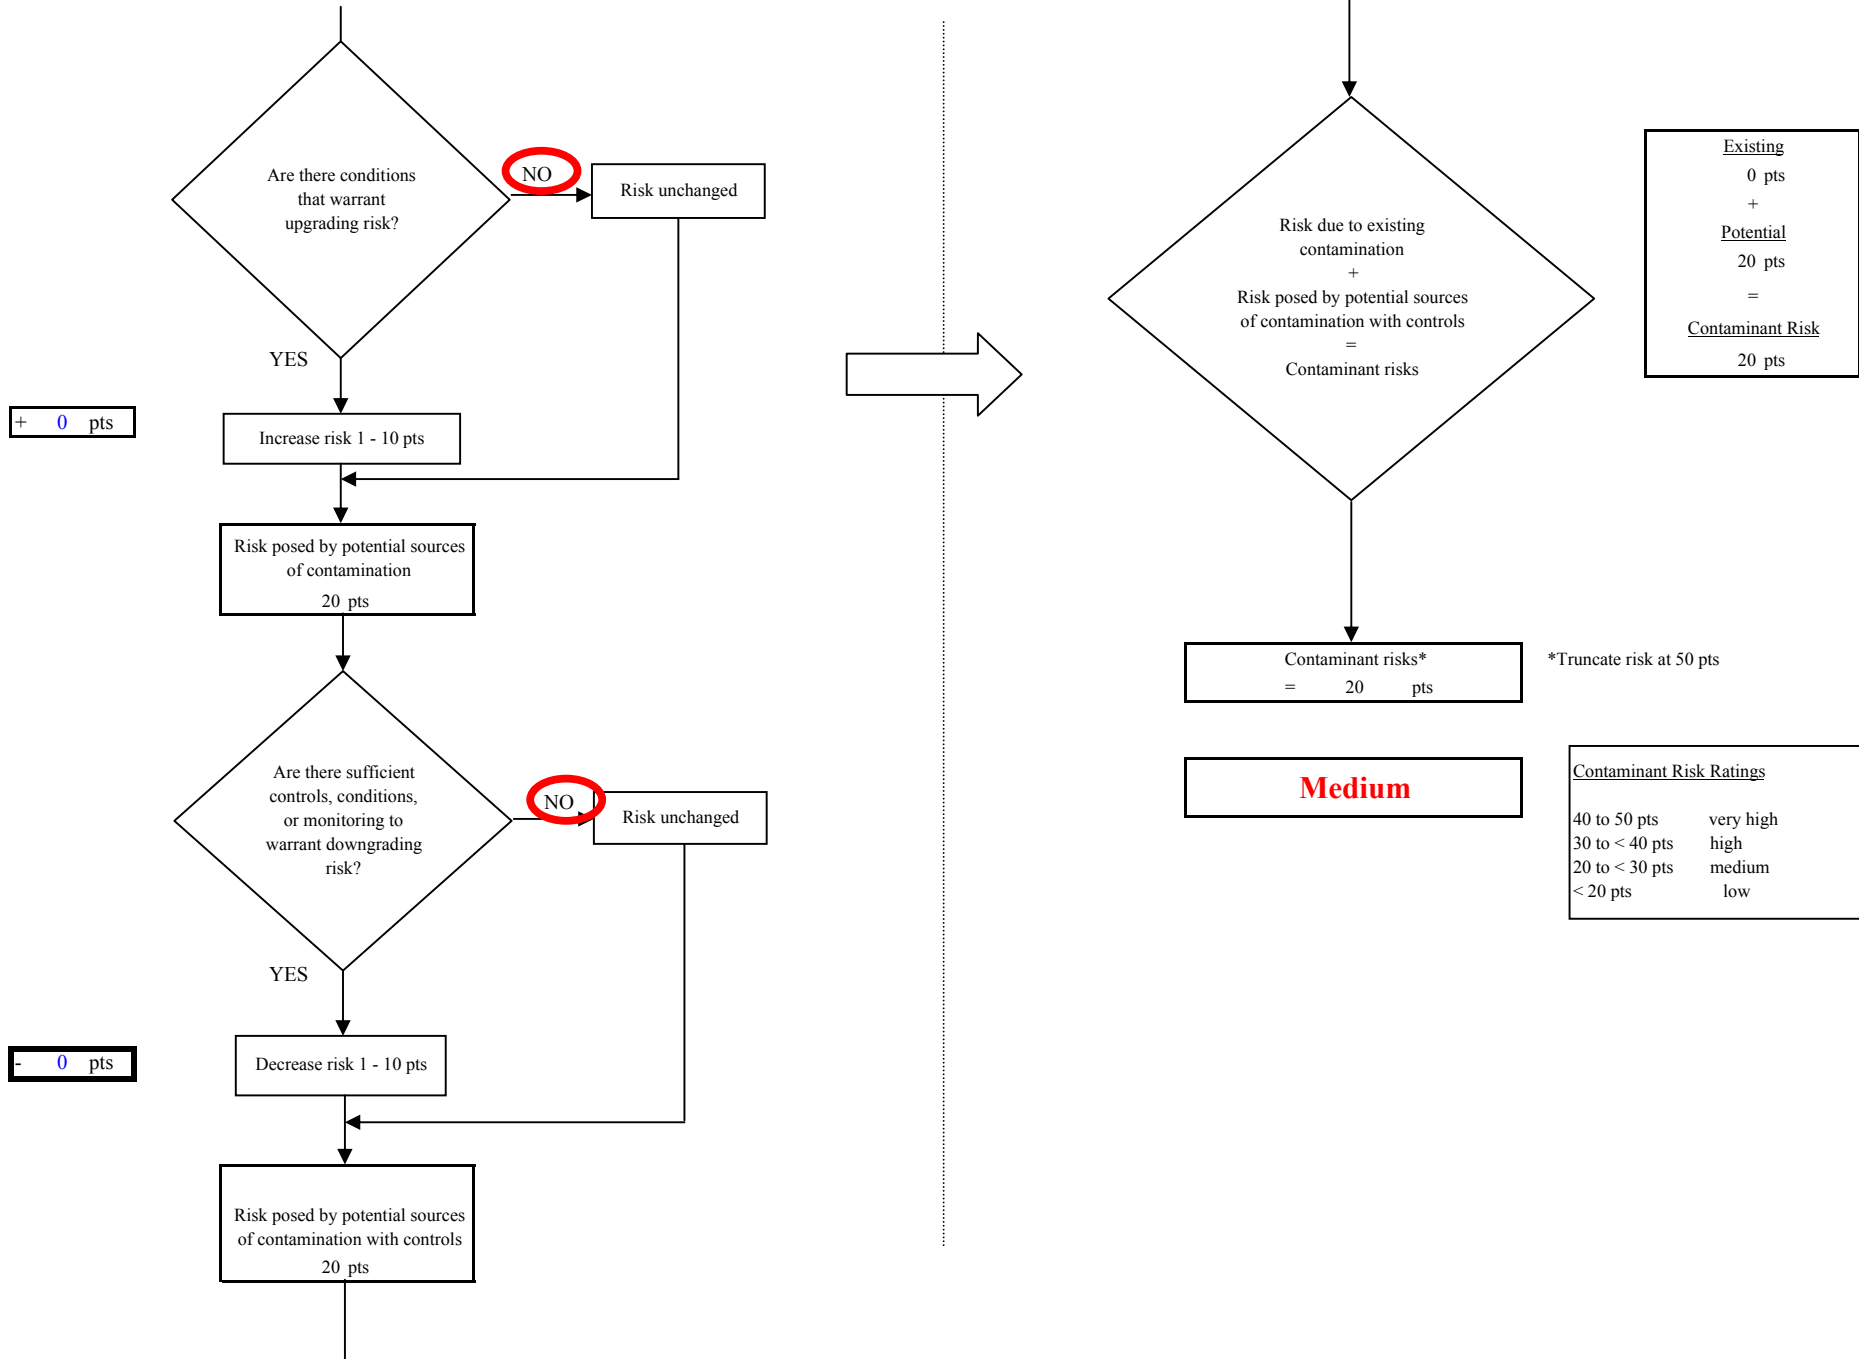 Are there conditions
that warrant
upgrading risk?
NO
Risk unchanged
YES
+ 0 pts
Increase risk 1 - 10 pts
Risk posed by potential sources
of contamination
20 pts
Are there sufficient
controls, conditions,
or monitoring to
warrant downgrading
risk?
NO
Risk unchanged
YES
- 0 pts
Decrease risk 1 - 10 pts
Risk posed by potential sources
of contamination with controls
20 pts
Risk due to existing
contamination
+
Risk posed by potential sources
of contamination with controls
=
Contaminant risks
Existing
0 pts
+
Potential
20 pts
=
Contaminant Risk
20 pts
Contaminant risks*
= 20 pts
*Truncate risk at 50 pts
Medium
Contaminant Risk Ratings
40 to 50 pts very high
30 to < 40 pts high
20 to < 30 pts medium
< 20 pts low